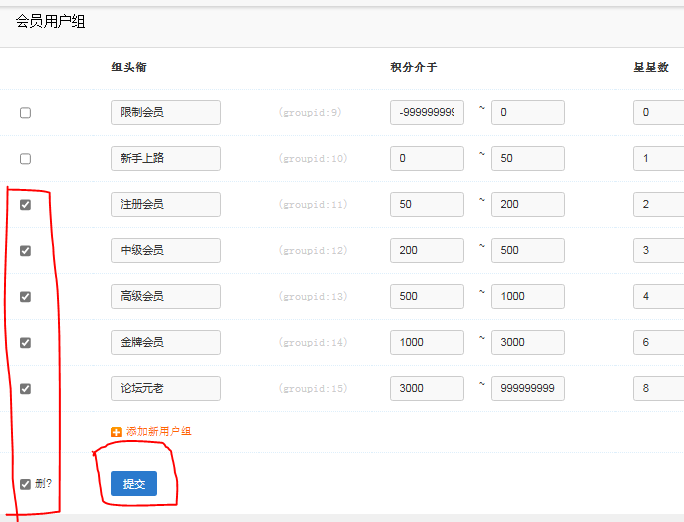 会员用户组
组头衔 积分介于 星星数
限制会员 (groupid:9) -999999999 ~ 0 0
新手上路 (groupid:10) 0 ~ 50 1
注册会员 (groupid:11) 50 ~ 200 2
中级会员 (groupid:12) 200 ~ 500 3
高级会员 (groupid:13) 500 ~ 1000 4
金牌会员 (groupid:14) 1000 ~ 3000 6
论坛元老 (groupid:15) 3000 ~ 999999999 8
添加新用户组
删? 提交